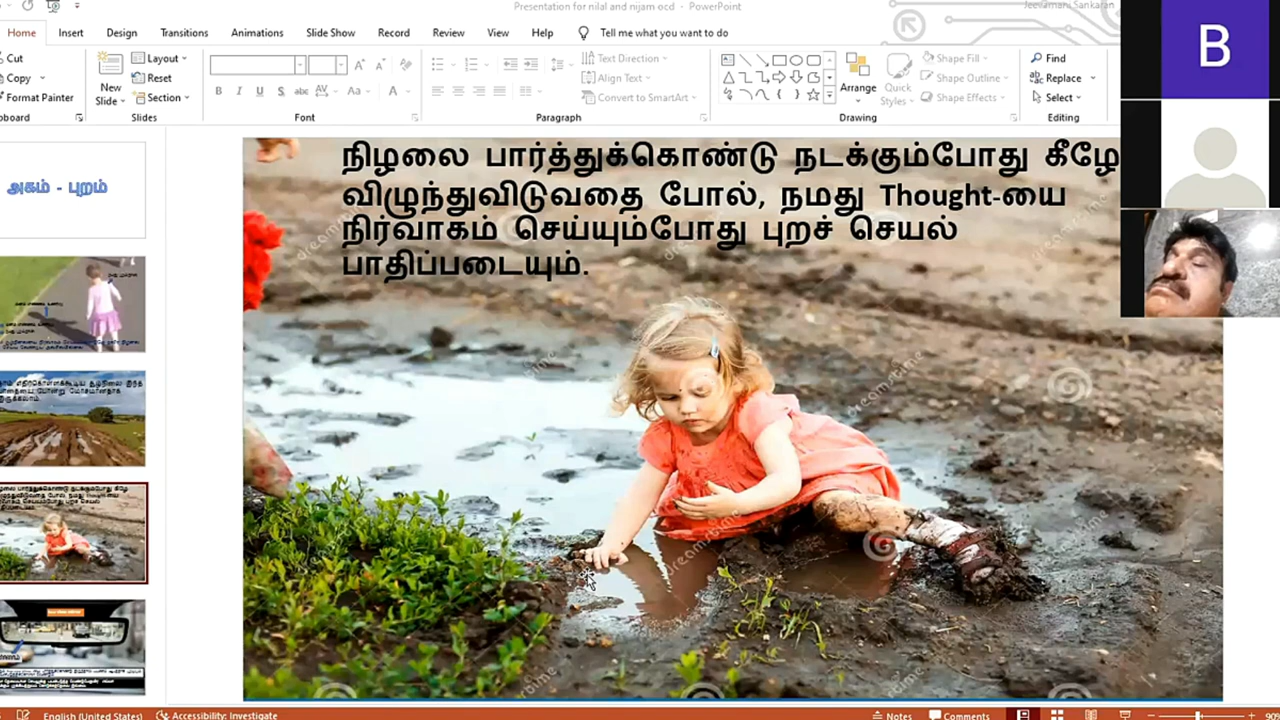 Presentation for nilal and nijam ocd - PowerPoint
Jeelamani Sankaran
Home Insert Design Transitions Animations Slide Show Record Review View Help Tell me what you want to do
Cut
Copy
Format Painter
New Slide
Layout
Reset
Section
Slides
Font
Text Direction
Align Text
Convert to SmartArt
Paragraph
Arrange
Quick Styles
Shape Fill
Shape Outline
Shape Effects
Drawing
Find
Replace
Select
Editing
B
அகம் - புறம்
நிழலை பார்த்துக்கொண்டு நடக்கும்போது கீழே
விழுந்துவிடுவதை போல், நமது Thought-யை
நிர்வாகம் செய்யும்போது புறச் செயல்
பாதிப்படையும்.
dreamstime
English (United States) Accessibility: Investigate
Notes Comments